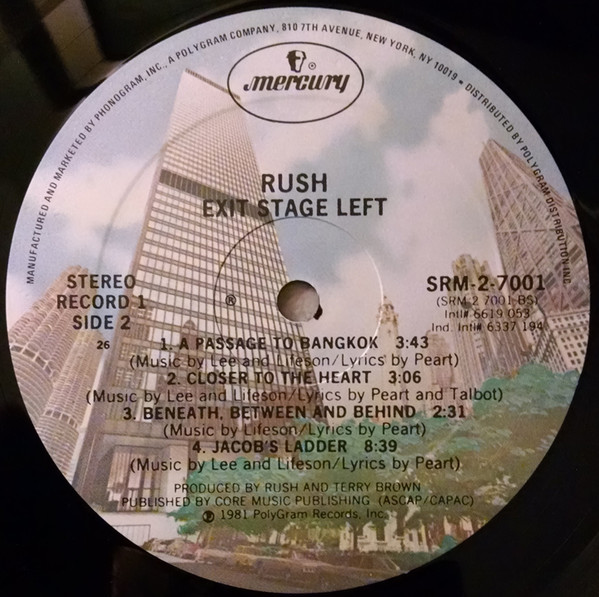 MANUFACTURED AND MARKETED BY PHONOGRAM, INC., A POLYGRAM COMPANY, 810 7TH AVENUE, NEW YORK, NY 10019 • DISTRIBUTED BY POLYGRAM DISTRIBUTION INC
mercury
RUSH
EXIT STAGE LEFT
STEREO
RECORD 1
SIDE 2
26
®
SRM-2-7001
(SRM 2 7001 BS)
Intl# 6619 053
Ind. Intl# 6337 194
1. A PASSAGE TO BANGKOK 3:43
(Music by Lee and Lifeson/Lyrics by Peart)
2. CLOSER TO THE HEART 3:06
(Music by Lee and Lifeson/Lyrics by Peart and Talbot)
3. BENEATH, BETWEEN AND BEHIND 2:31
(Music by Lifeson/Lyrics by Peart)
4. JACOB'S LADDER 8:39
(Music by Lee and Lifeson/Lyrics by Peart)
PRODUCED BY RUSH AND TERRY BROWN
PUBLISHED BY CORE MUSIC PUBLISHING (ASCAP/CAPAC)
℗ 1981 PolyGram Records, Inc.